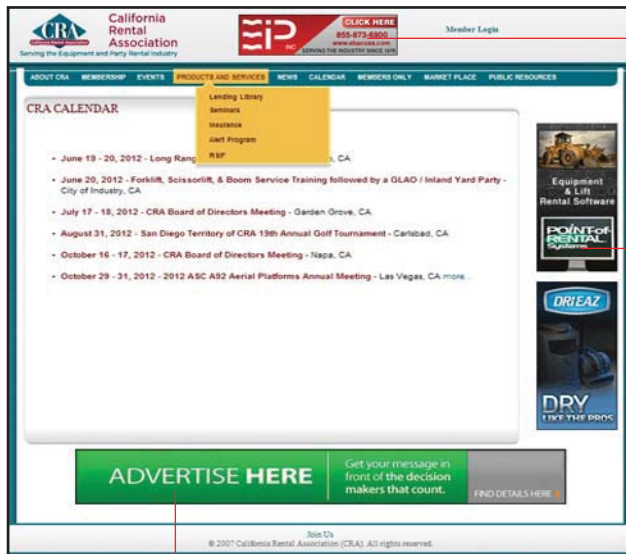 CRA
California
Rental
Association
Serving the Equipment and Party Rental Industry
EIP INC
CLICK HERE
855-873-6800
SERVING THE INDUSTRY SINCE 1976
Member Login
ABOUT CRA MEMBERSHIP EVENTS PRODUCTS AND SERVICES NEWS CALENDAR MEMBERS ONLY MARKET PLACE PUBLIC RESOURCES
Lending Library
Seminars
Insurance
Alert Program
CRA CALENDAR
June 19 - 20, 2012 - Long Rang , CA
June 20, 2012 - Forklift, Scissorlift, & Boom Service Training followed by a GLAO / Inland Yard Party -
City of Industry, CA
July 17 - 18, 2012 - CRA Board of Directors Meeting - Garden Grove, CA
August 31, 2012 - San Diego Territory of CRA 19th Annual Golf Tournament - Carlsbad, CA
October 16 - 17, 2012 - CRA Board of Directors Meeting - Napa, CA
October 29 - 31, 2012 - 2012 ASC A92 Aerial Platforms Annual Meeting - Las Vegas, CA more...
Equipment
& Lift
Rental Software
POINT-of-
RENTAL
Systems
DRIEAZ
DRY
LIKE THE PROS
ADVERTISE HERE
Get your message in
front of the decision
makers that count.
FIND DETAILS HERE
Join Us
© 2007 California Rental Association (CRA). All rights reserved.